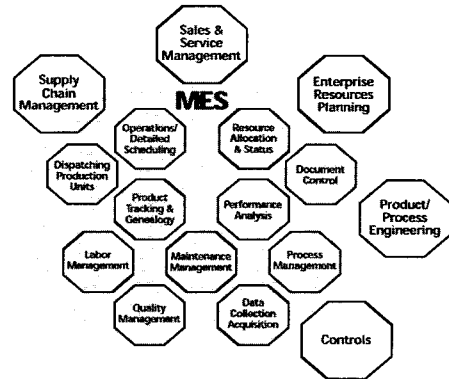 Sales &
Service
Management
Supply
Chain
Management
Enterprise
Resources
Planning
MES
Operations/
Detailed
Scheduling
Resource
Allocation
& Status
Dispatching
Production
Units
Document
Control
Product
Tracking &
Genealogy
Performance
Analysis
Product/
Process
Engineering
Labor
Management
Maintenance
Management
Process
Management
Quality
Management
Data
Collection
Acquisition
Controls